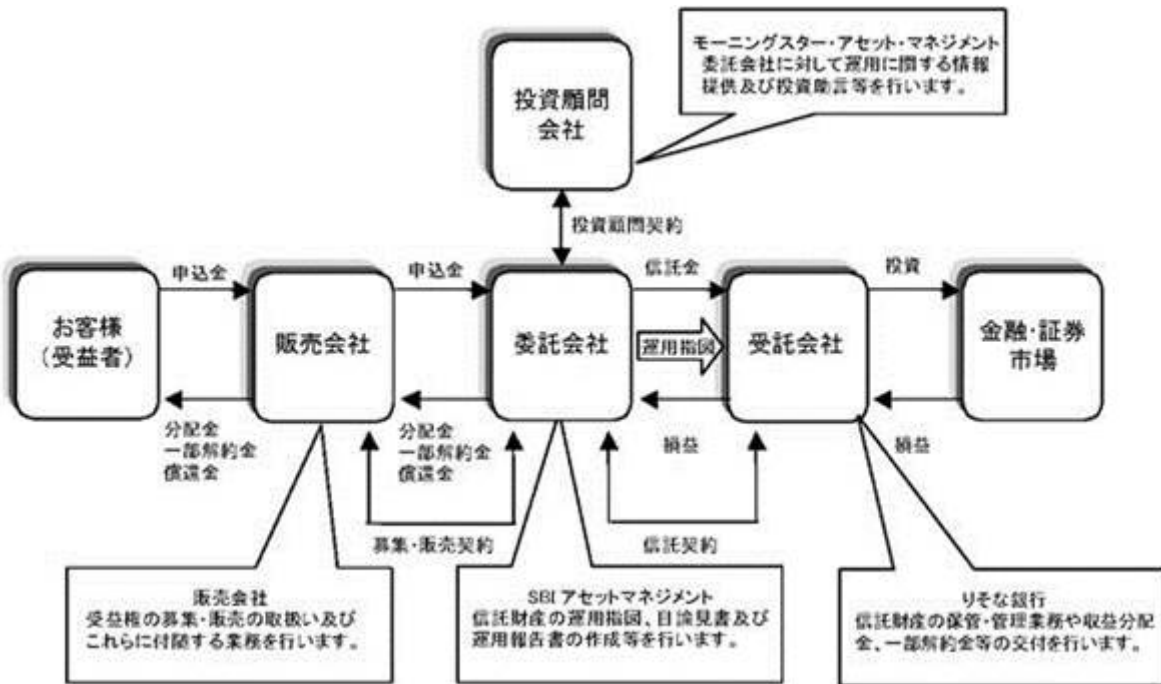 モーニングスター・アセット・マネジメント
委託会社に対して運用に関する情報
提供及び投資助言等を行います。
投資顧問
会社
投資顧問契約
申込金
申込金
信託金
投資
お客様
(受益者)
販売会社
委託会社
運用指図
受託会社
金融・証券
市場
分配金
一部解約金
償還金
分配金
一部解約金
償還金
損益
損益
募集・販売契約
信託契約
販売会社
受益権の募集・販売の取扱い及び
これらに付随する業務を行います。
SBI アセットマネジメント
信託財産の運用指図、目論見書及び
運用報告書の作成等を行います。
りそな銀行
信託財産の保管・管理業務や収益分配
金、一部解約金等の交付を行います。